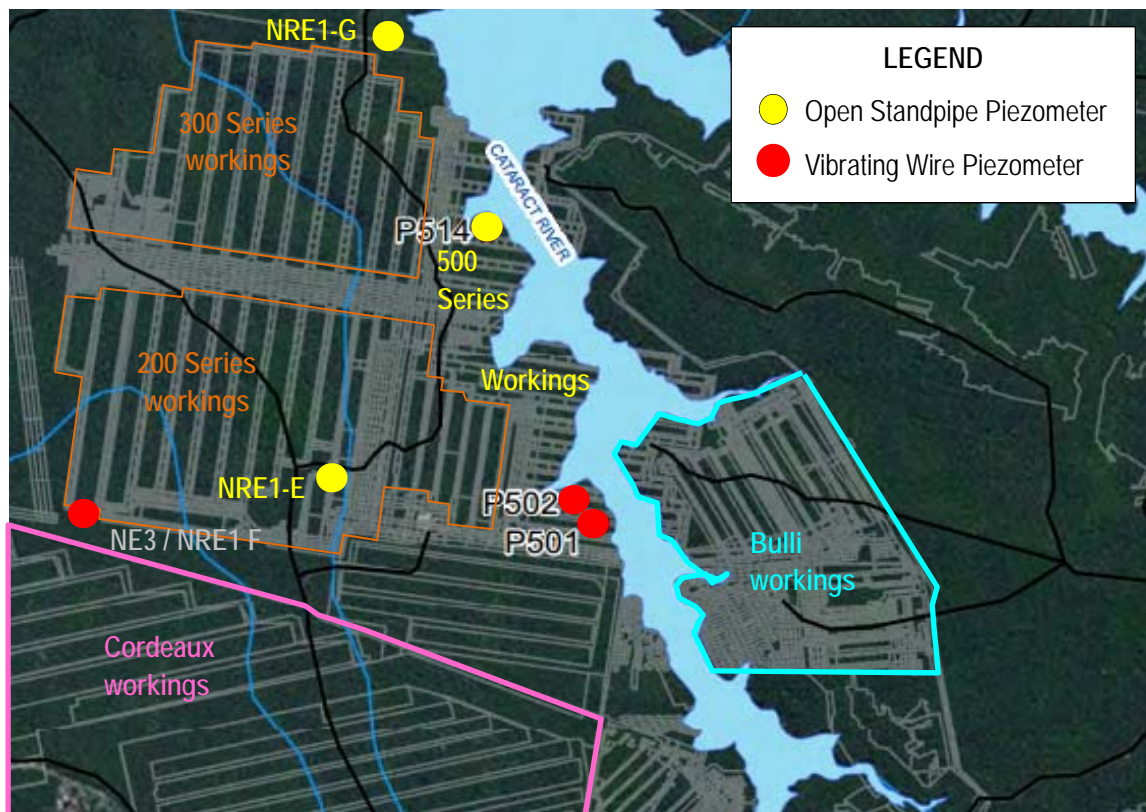 NRE1-G
LEGEND
Open Standpipe Piezometer
Vibrating Wire Piezometer
300 Series
workings
CATARACT RIVER
P514
500
Series
200 Series
workings
Workings
NRE1-E
P502
P501
NE3 / NRE1 F
Bulli
workings
Cordeaux
workings